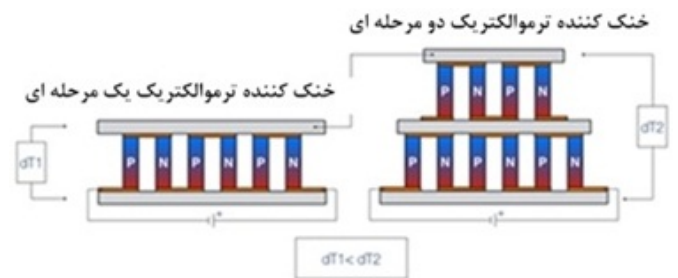 خنک کننده ترموالکتریک دو مرحله ای
خنک کننده ترموالکتریک یک مرحله ای
P N P N
dT1
P N P N P N
P N P N P N
dT2
dT1< dT2